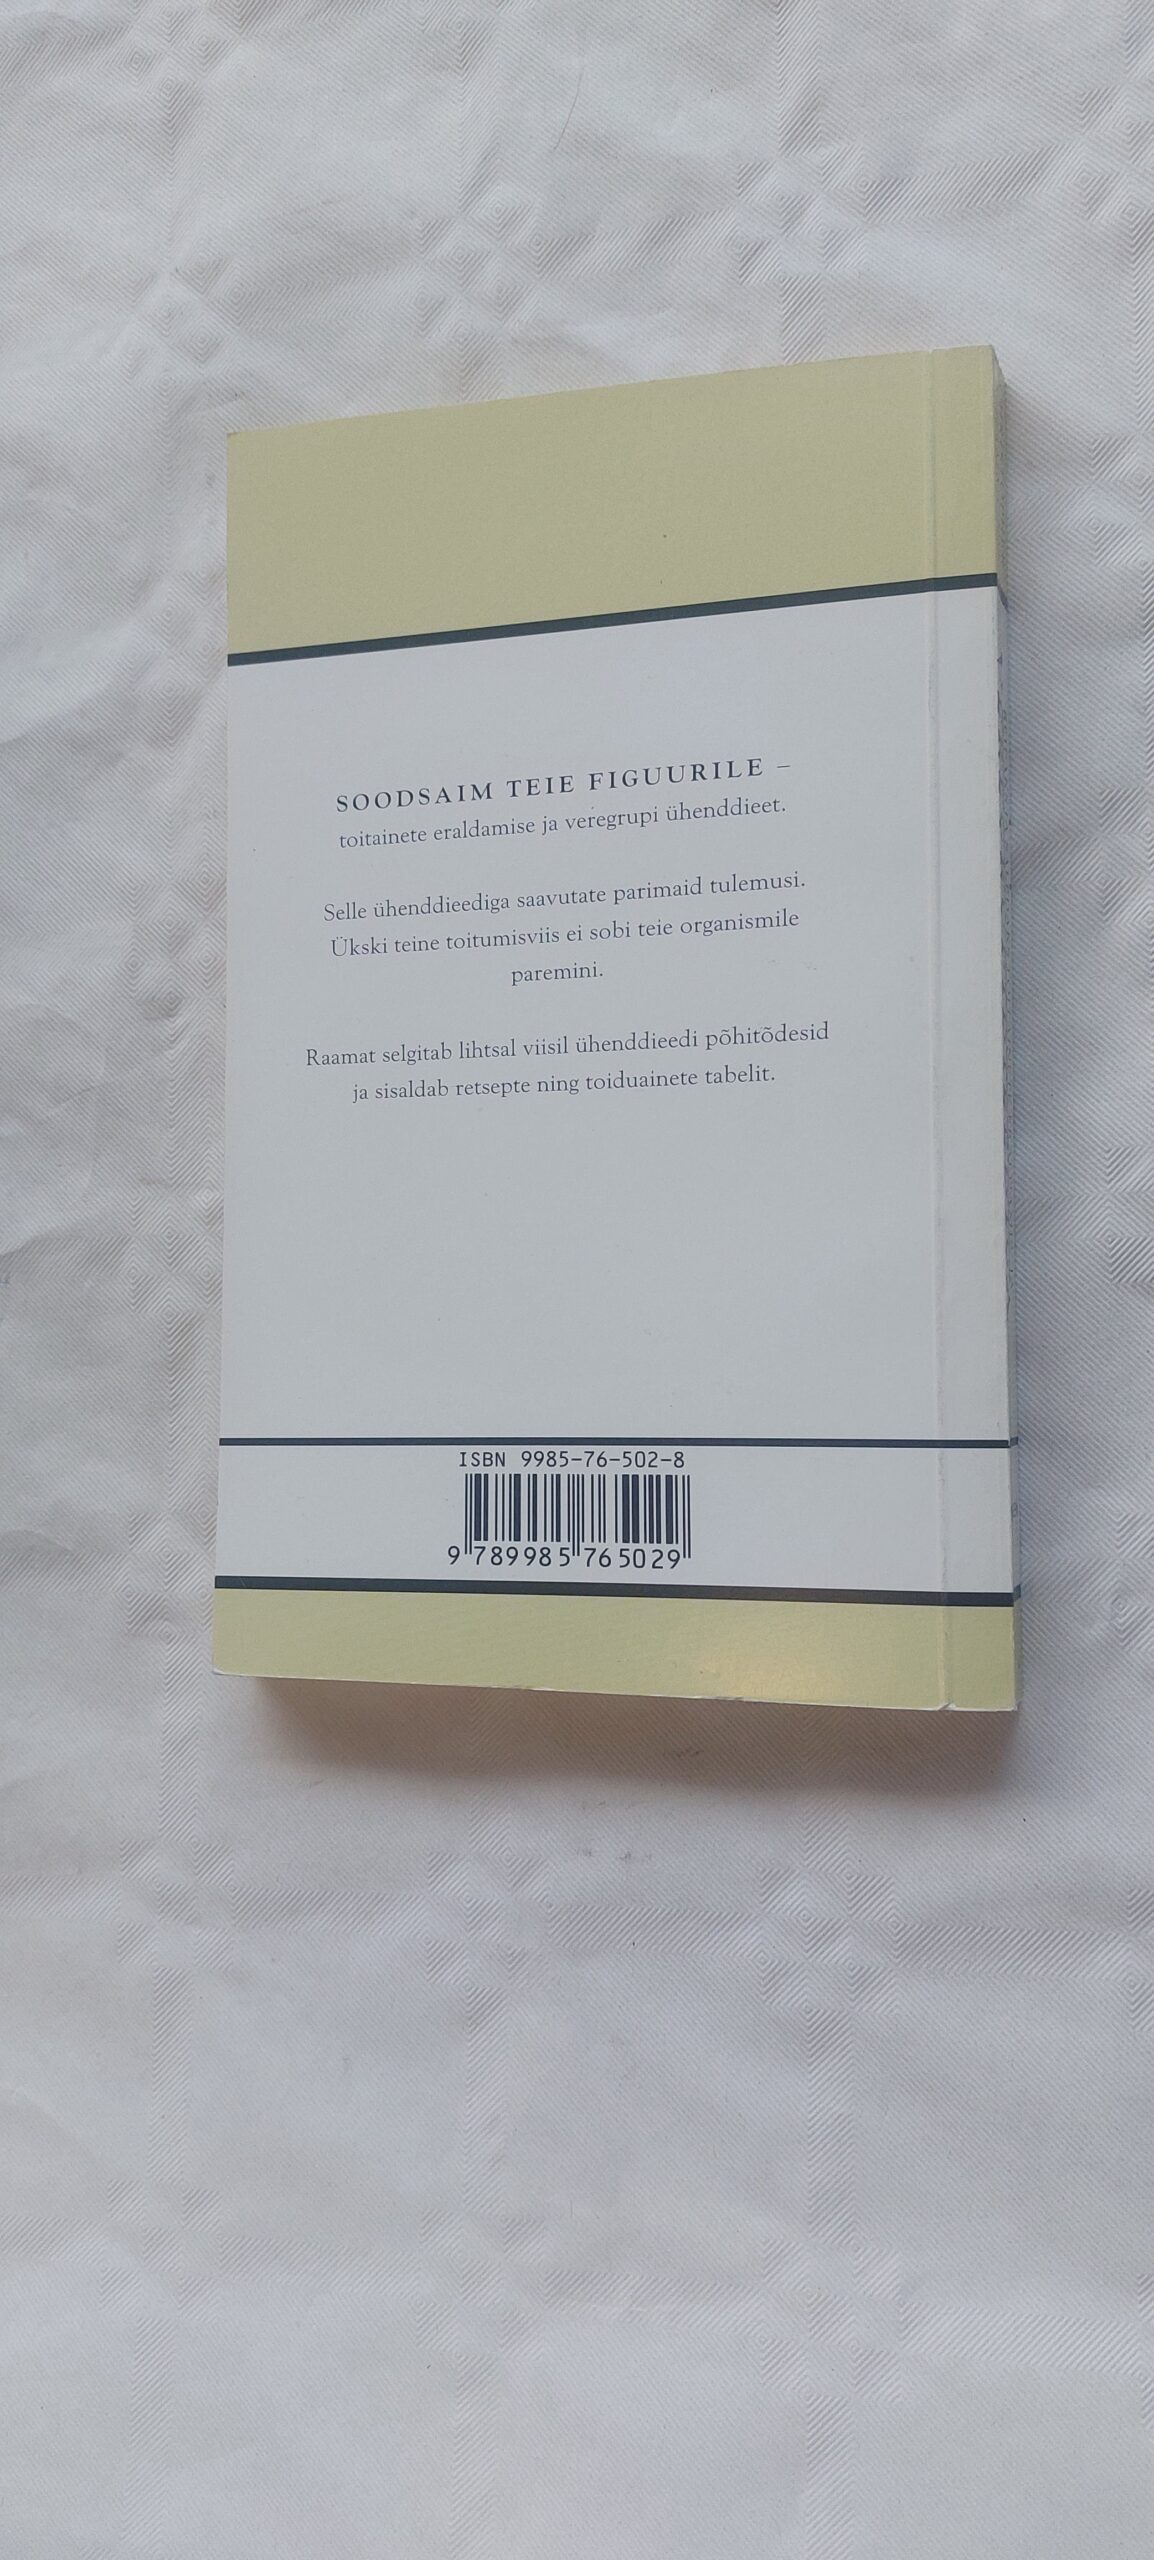 SOODSAIM TEIE FIGUURILE –
toitainete eraldamise ja veregrupi ühenddieet.
Selle ühenddieediga saavutate parimaid tulemusi.
Ükski teine toitumisviis ei sobi teie organismile
paremini.
Raamat selgitab lihtsal viisil ühenddieedi põhitõdesid
ja sisaldab retsepte ning toiduainete tabelit.
ISBN 9985-76-502-8
9 789985 765029